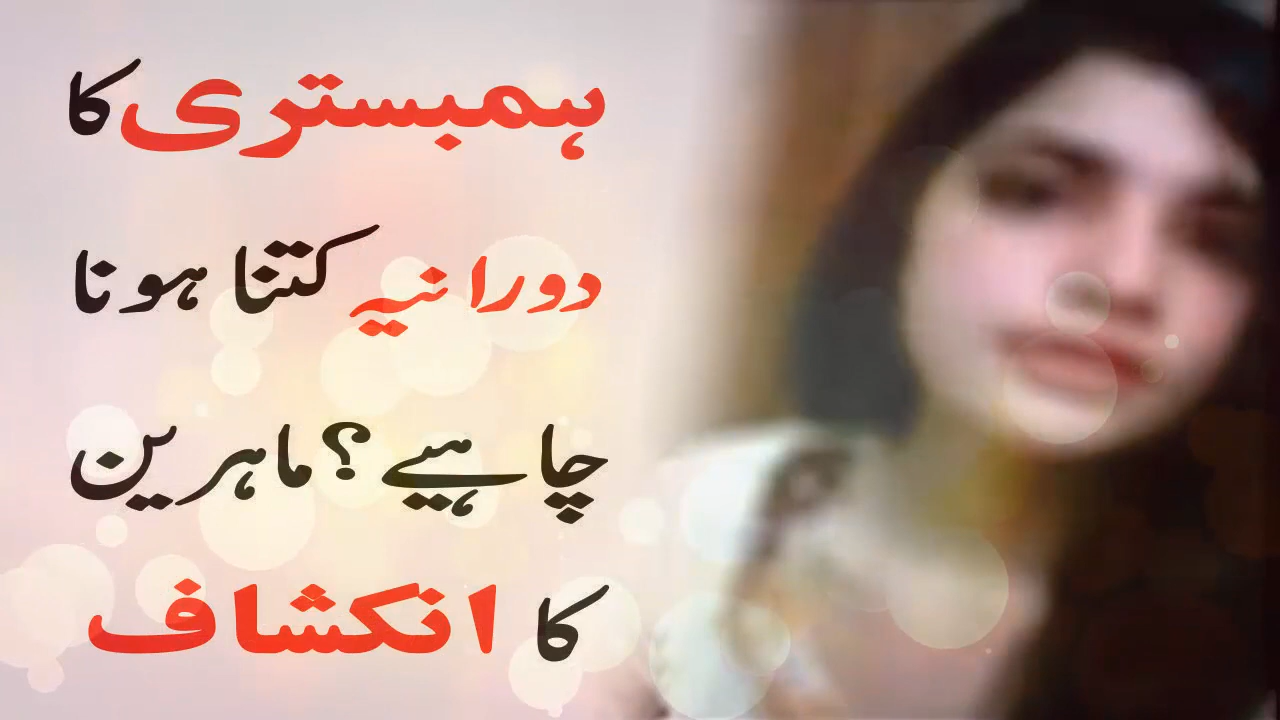 ہمبستری کا
دورانیہ کتنا ہونا
چاہیے؟ ماہرین
کا انکشاف